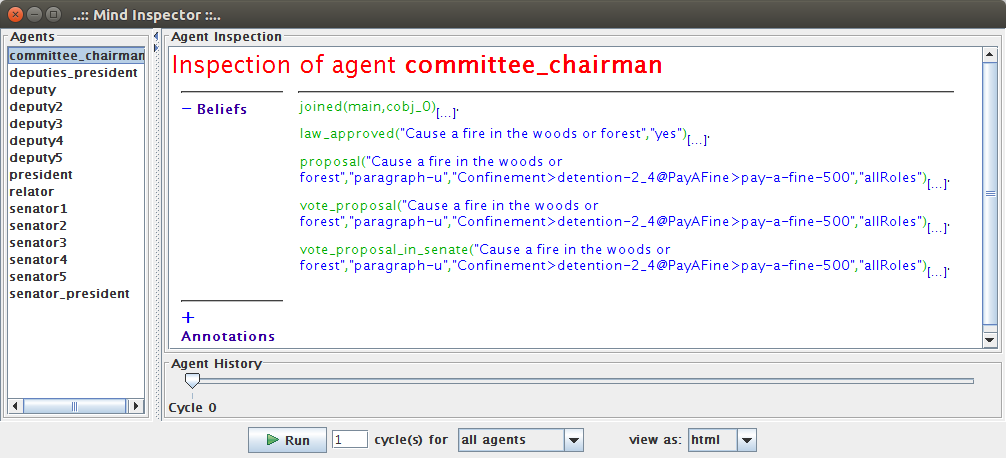 ..:: Mind Inspector ::..
Agents
committee_chairman
deputies_president
deputy
deputy2
deputy3
deputy4
deputy5
president
relator
senator1
senator2
senator3
senator4
senator5
senator_president
Agent Inspection
Inspection of agent committee_chairman
− Beliefs
joined(main,cobj_0)[...].
law_approved("Cause a fire in the woods or forest","yes")[...].
proposal("Cause a fire in the woods or
forest","paragraph-u","Confinement>detention-2_4@PayAFine>pay-a-fine-500","allRoles")[...].
vote_proposal("Cause a fire in the woods or
forest","paragraph-u","Confinement>detention-2_4@PayAFine>pay-a-fine-500","allRoles")[...].
vote_proposal_in_senate("Cause a fire in the woods or
forest","paragraph-u","Confinement>detention-2_4@PayAFine>pay-a-fine-500","allRoles")[...].
+
Annotations
Agent History
Cycle 0
Run 1 cycle(s) for all agents view as: html